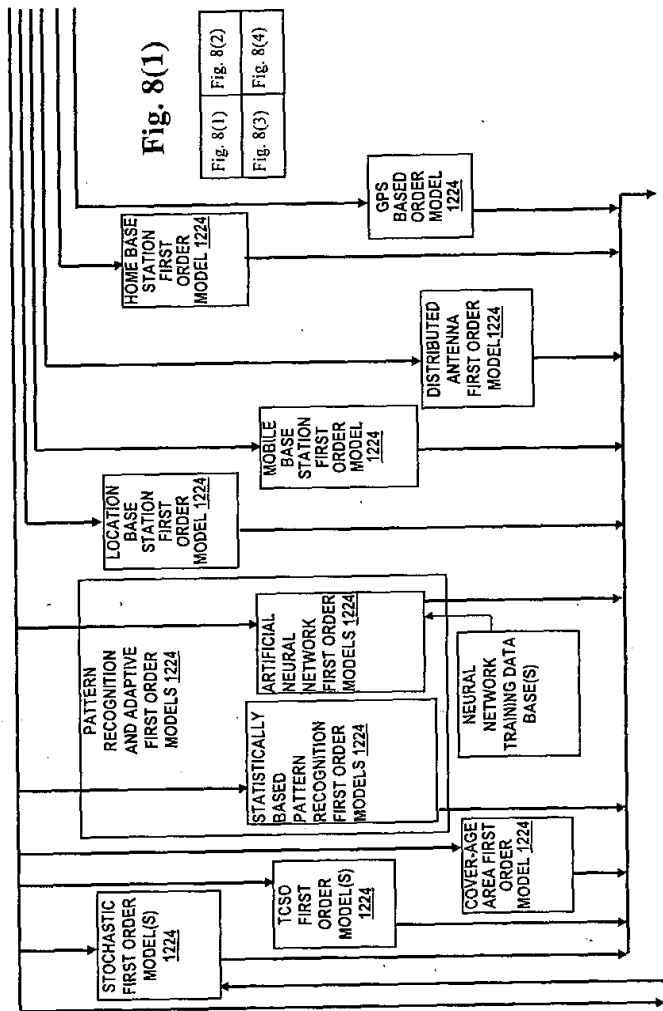 Fig. 8(1)
Fig. 8(1)
Fig. 8(2)
Fig. 8(3)
Fig. 8(4)
STOCHASTIC
FIRST ORDER
MODEL(S)
1224
TCSO FIRST
ORDER
MODEL(S)
1224
COVER-AGE
AREA FIRST
ORDER
MODEL 1224
PATTERN
RECOGNITION
AND ADAPTIVE
FIRST ORDER
MODELS 1224
STATISTICALLY
BASED
PATTERN
RECOGNITION
FIRST ORDER
MODELS 1224
ARTIFICIAL
NEURAL
NETWORK
FIRST ORDER
MODELS 1224
NEURAL
NETWORK
TRAINING DATA
BASE(S)
LOCATION
BASE
STATION
FIRST
ORDER
MODEL 1224
MOBILE
BASE
STATION
FIRST
ORDER
MODEL
1224
DISTRIBUTED
ANTENNA
FIRST ORDER
MODEL1224
HOME BASE
STATION
FIRST
ORDER
MODEL 1224
GPS
BASED
ORDER
MODEL
1224